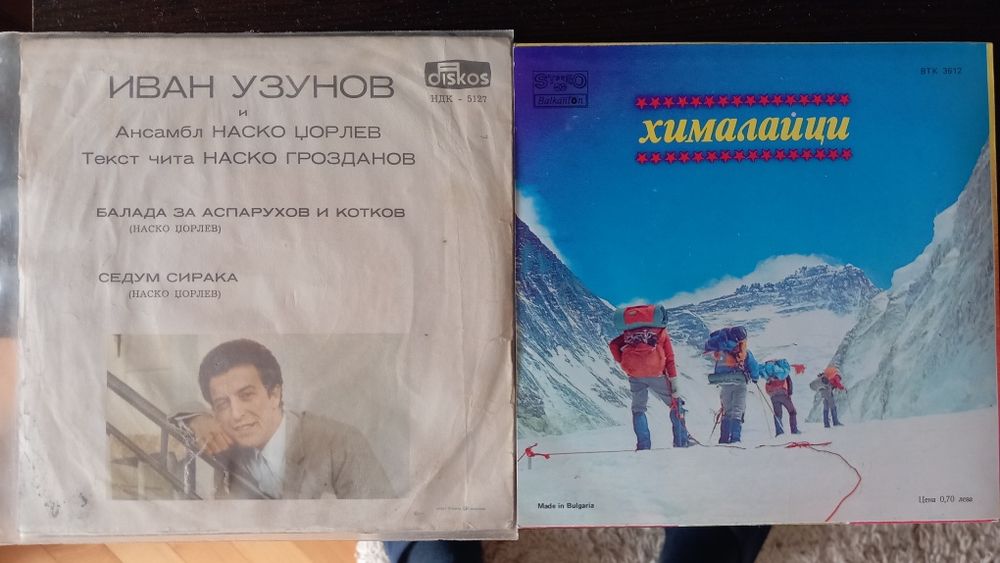 diskos
НДК - 5127
ИВАН УЗУНОВ
и
Ансамбл НАСКО ЏОРЛЕВ
Текст чита НАСКО ГРОЗДАНОВ
БАЛАДА ЗА АСПАРУХОВ И КОТКОВ
(НАСКО ЏОРЛЕВ)
СЕДУМ СИРАКА
(НАСКО ЏОРЛЕВ)
STEREO
Balkanton
ВТК 3612
хималайци
Made in Bulgaria
Цена 0,70 лева